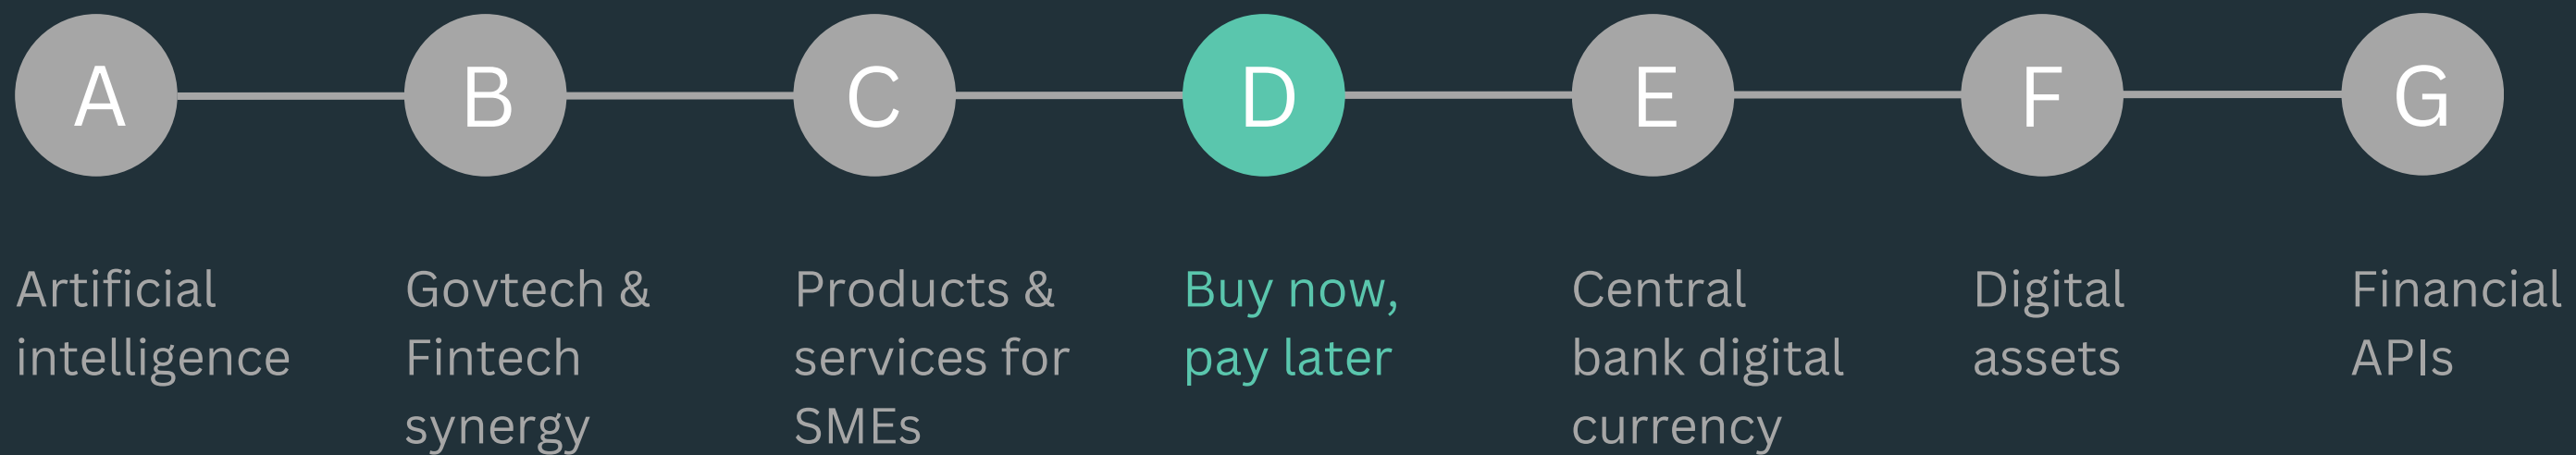 A
B
C
D
E
F
G
Artificial
intelligence
Govtech &
Fintech
synergy
Products &
services for
SMEs
Buy now,
pay later
Central
bank digital
currency
Digital
assets
Financial
APIs